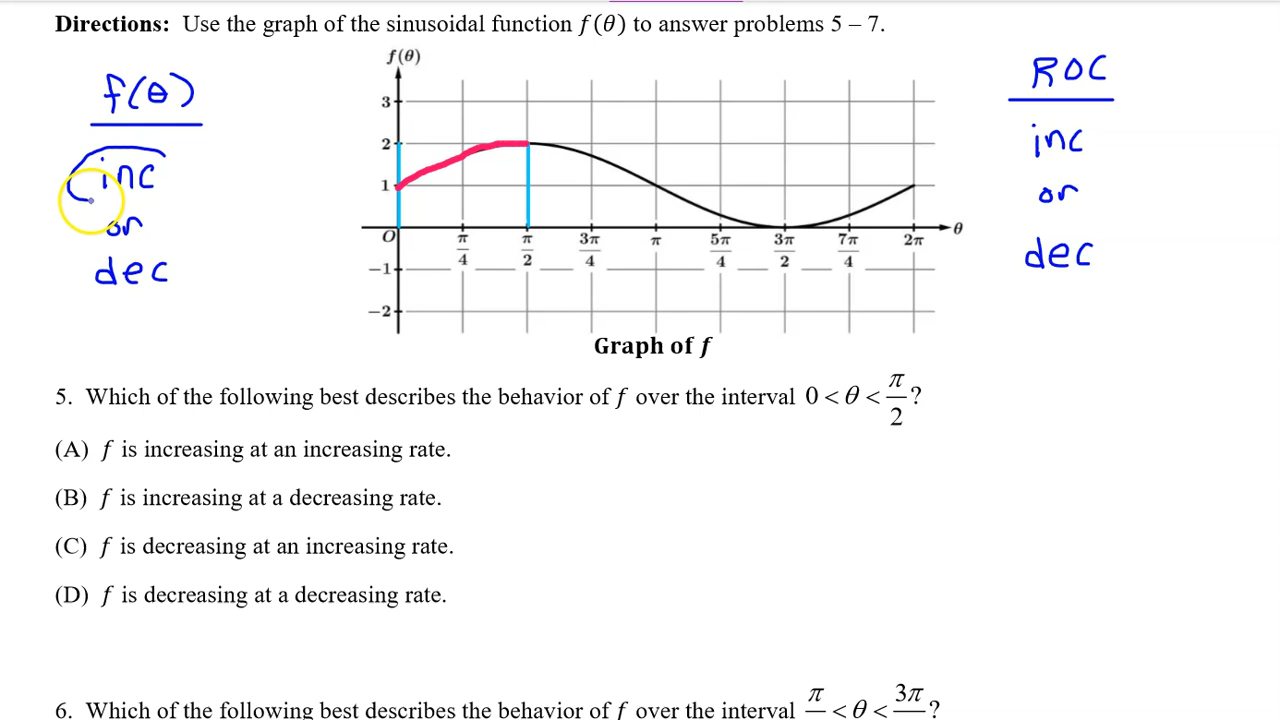 Directions: Use the graph of the sinusoidal function f(θ) to answer problems 5 – 7.
f(θ)
f(θ)
inc
or
dec
ROC
inc
or
dec
3
2
1
O
−1
−2
π/4 π/2 3π/4 π 5π/4 3π/2 7π/4 2π θ
Graph of f
5. Which of the following best describes the behavior of f over the interval 0 < θ < π/2?
(A) f is increasing at an increasing rate.
(B) f is increasing at a decreasing rate.
(C) f is decreasing at an increasing rate.
(D) f is decreasing at a decreasing rate.
6. Which of the following best describes the behavior of f over the interval π < θ < 3π ?